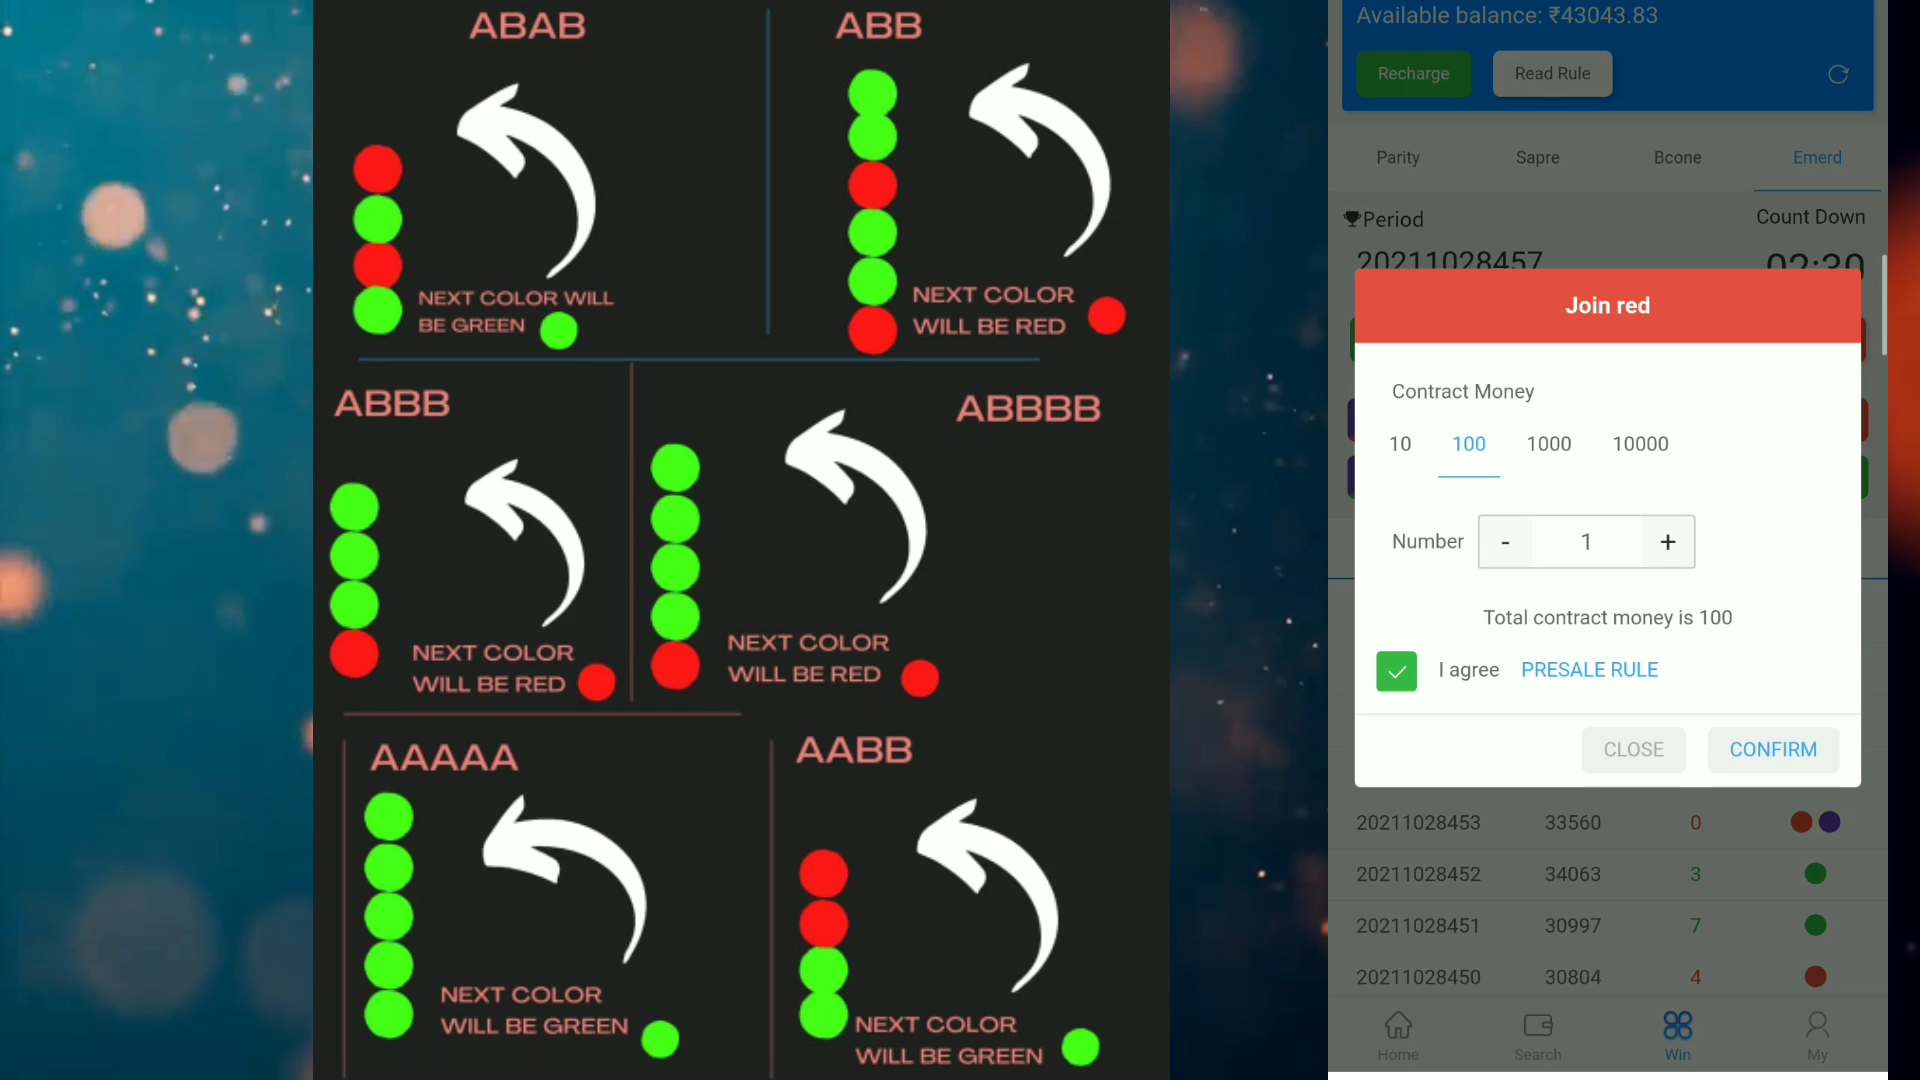 ABAB
NEXT COLOR WILL
BE GREEN
ABB
NEXT COLOR
WILL BE RED
ABBB
NEXT COLOR
WILL BE RED
ABBBB
NEXT COLOR
WILL BE RED
AAAAA
NEXT COLOR
WILL BE GREEN
AABB
NEXT COLOR
WILL BE GREEN
Available balance: ₹43043.83
Recharge Read Rule
Parity Sapre Bcone Emerd
Period Count Down
20211028457 02:30
Join red
Contract Money
10 100 1000 10000
Number - 1 +
Total contract money is 100
I agree PRESALE RULE
CLOSE CONFIRM
20211028453 33560 0
20211028452 34063 3
20211028451 30997 7
20211028450 30804 4
Home Search Win My